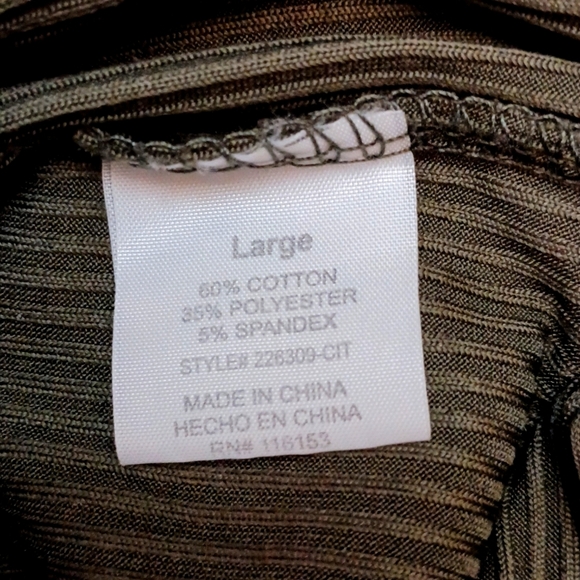 Large
60% COTTON
35% POLYESTER
5% SPANDEX
STYLE# 226309-CIT
MADE IN CHINA
HECHO EN CHINA
RN# 116153